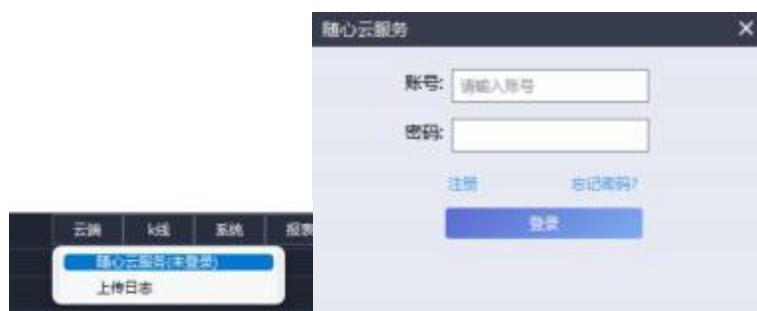 云端 k线 系统 报表
随心云服务(未登录)
上传日志
随心云服务
账号: 请输入账号
密码:
注册 忘记密码?
登录